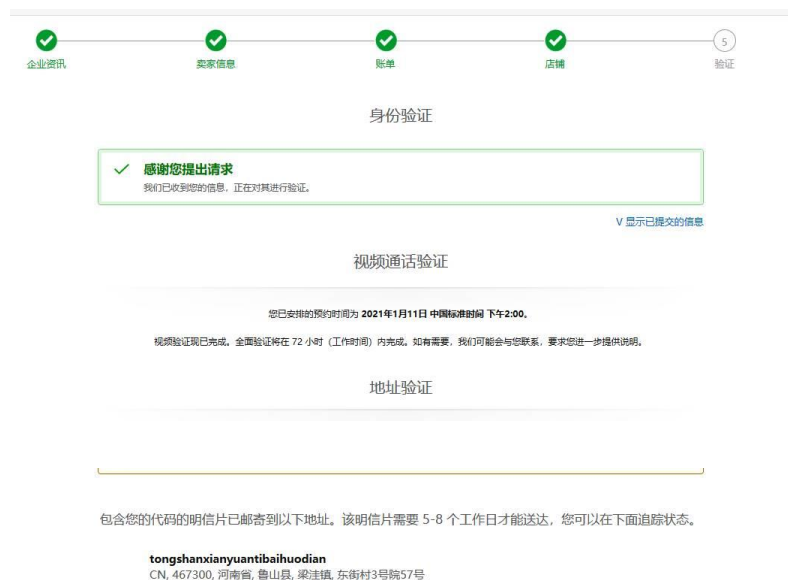 企业资讯 卖家信息 账单 店铺 5 验证
身份验证
感谢您提出请求
我们已收到您的信息，正在对其进行验证。
V 显示已提交的信息
视频通话验证
您已安排的预约时间为 2021年1月11日 中国标准时间 下午2:00。
视频验证现已完成。全面验证将在 72 小时（工作时间）内完成。如有需要，我们可能会与您联系，要求您进一步提供说明。
地址验证
包含您的代码的明信片已邮寄到以下地址。该明信片需要 5-8 个工作日才能送达，您可以在下面追踪状态。
tongshanxianyuantibaihuodian
CN, 467300, 河南省, 鲁山县, 梁洼镇, 东街村3号院57号